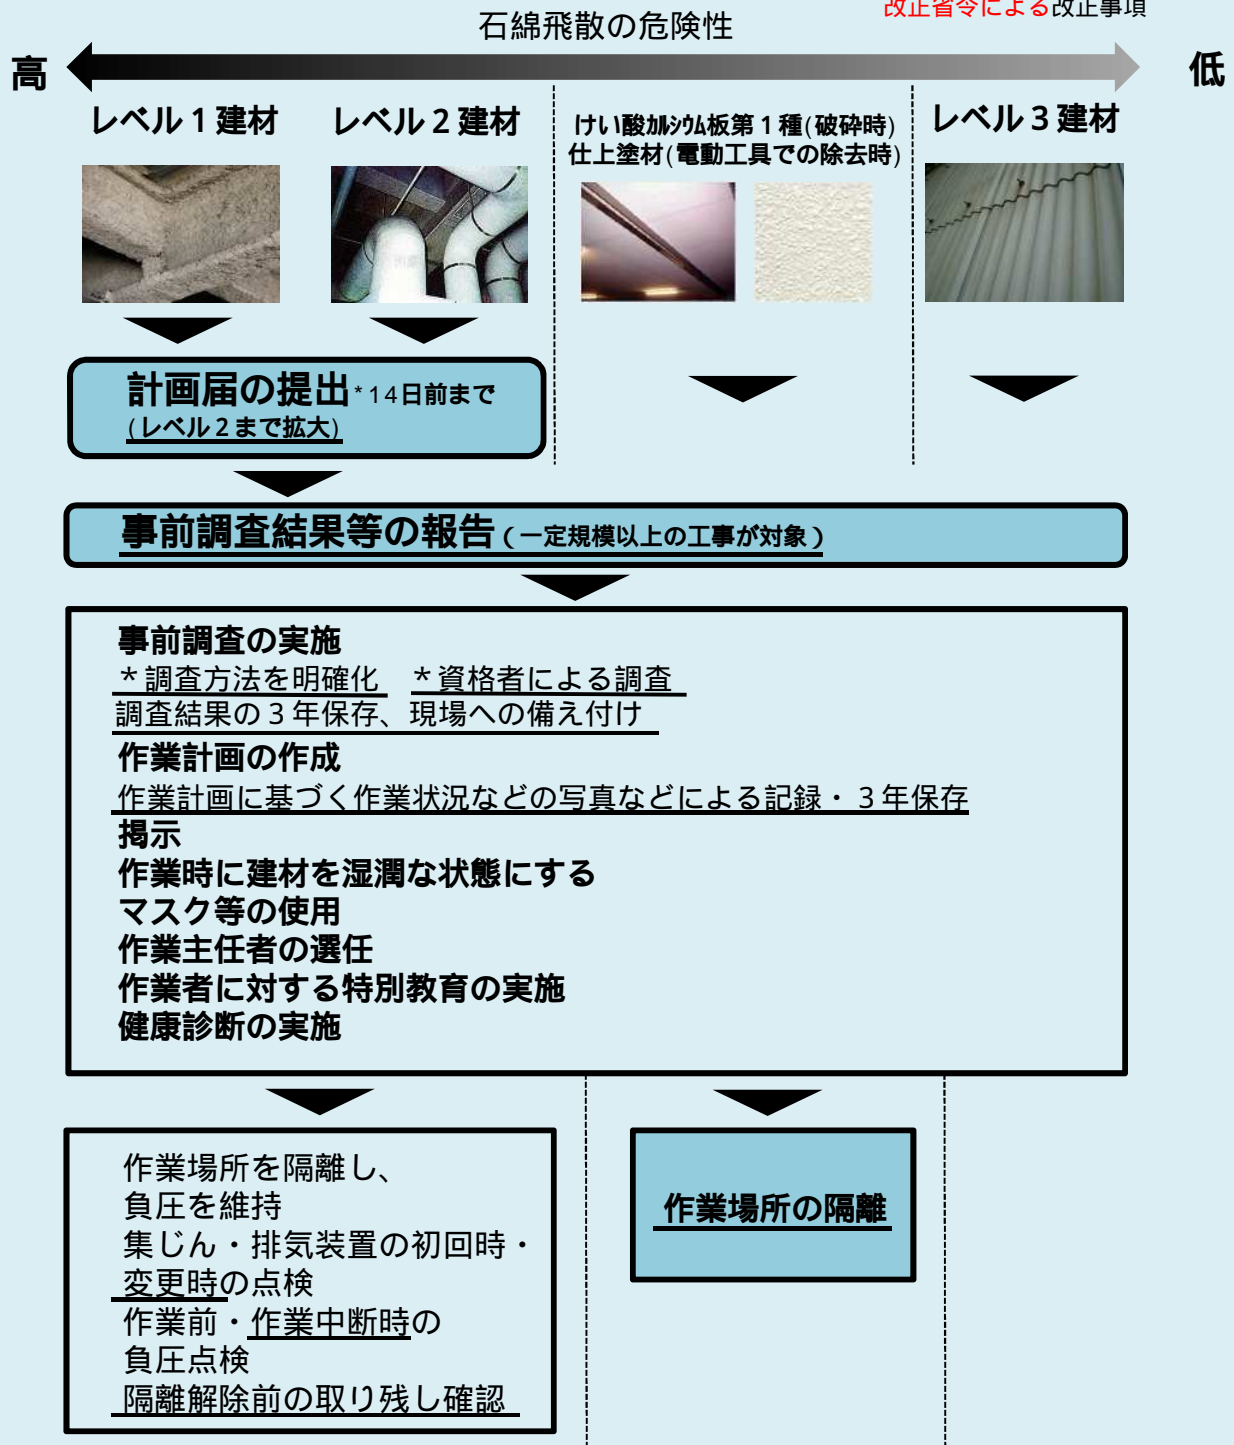 改正省令による改正事項
石綿飛散の危険性
高
低
レベル１建材
レベル２建材
けい酸ｶﾙｼｳﾑ板第１種(破砕時)
仕上塗材(電動工具での除去時)
レベル３建材
計画届の提出*14日前まで
(レベル２まで拡大)
事前調査結果等の報告（一定規模以上の工事が対象）
事前調査の実施
＊調査方法を明確化　＊資格者による調査
調査結果の３年保存、現場への備え付け
作業計画の作成
作業計画に基づく作業状況などの写真などによる記録・３年保存
掲示
作業時に建材を湿潤な状態にする
マスク等の使用
作業主任者の選任
作業者に対する特別教育の実施
健康診断の実施
作業場所を隔離し、
負圧を維持
集じん・排気装置の初回時・
変更時の点検
作業前・作業中断時の
負圧点検
隔離解除前の取り残し確認
作業場所の隔離